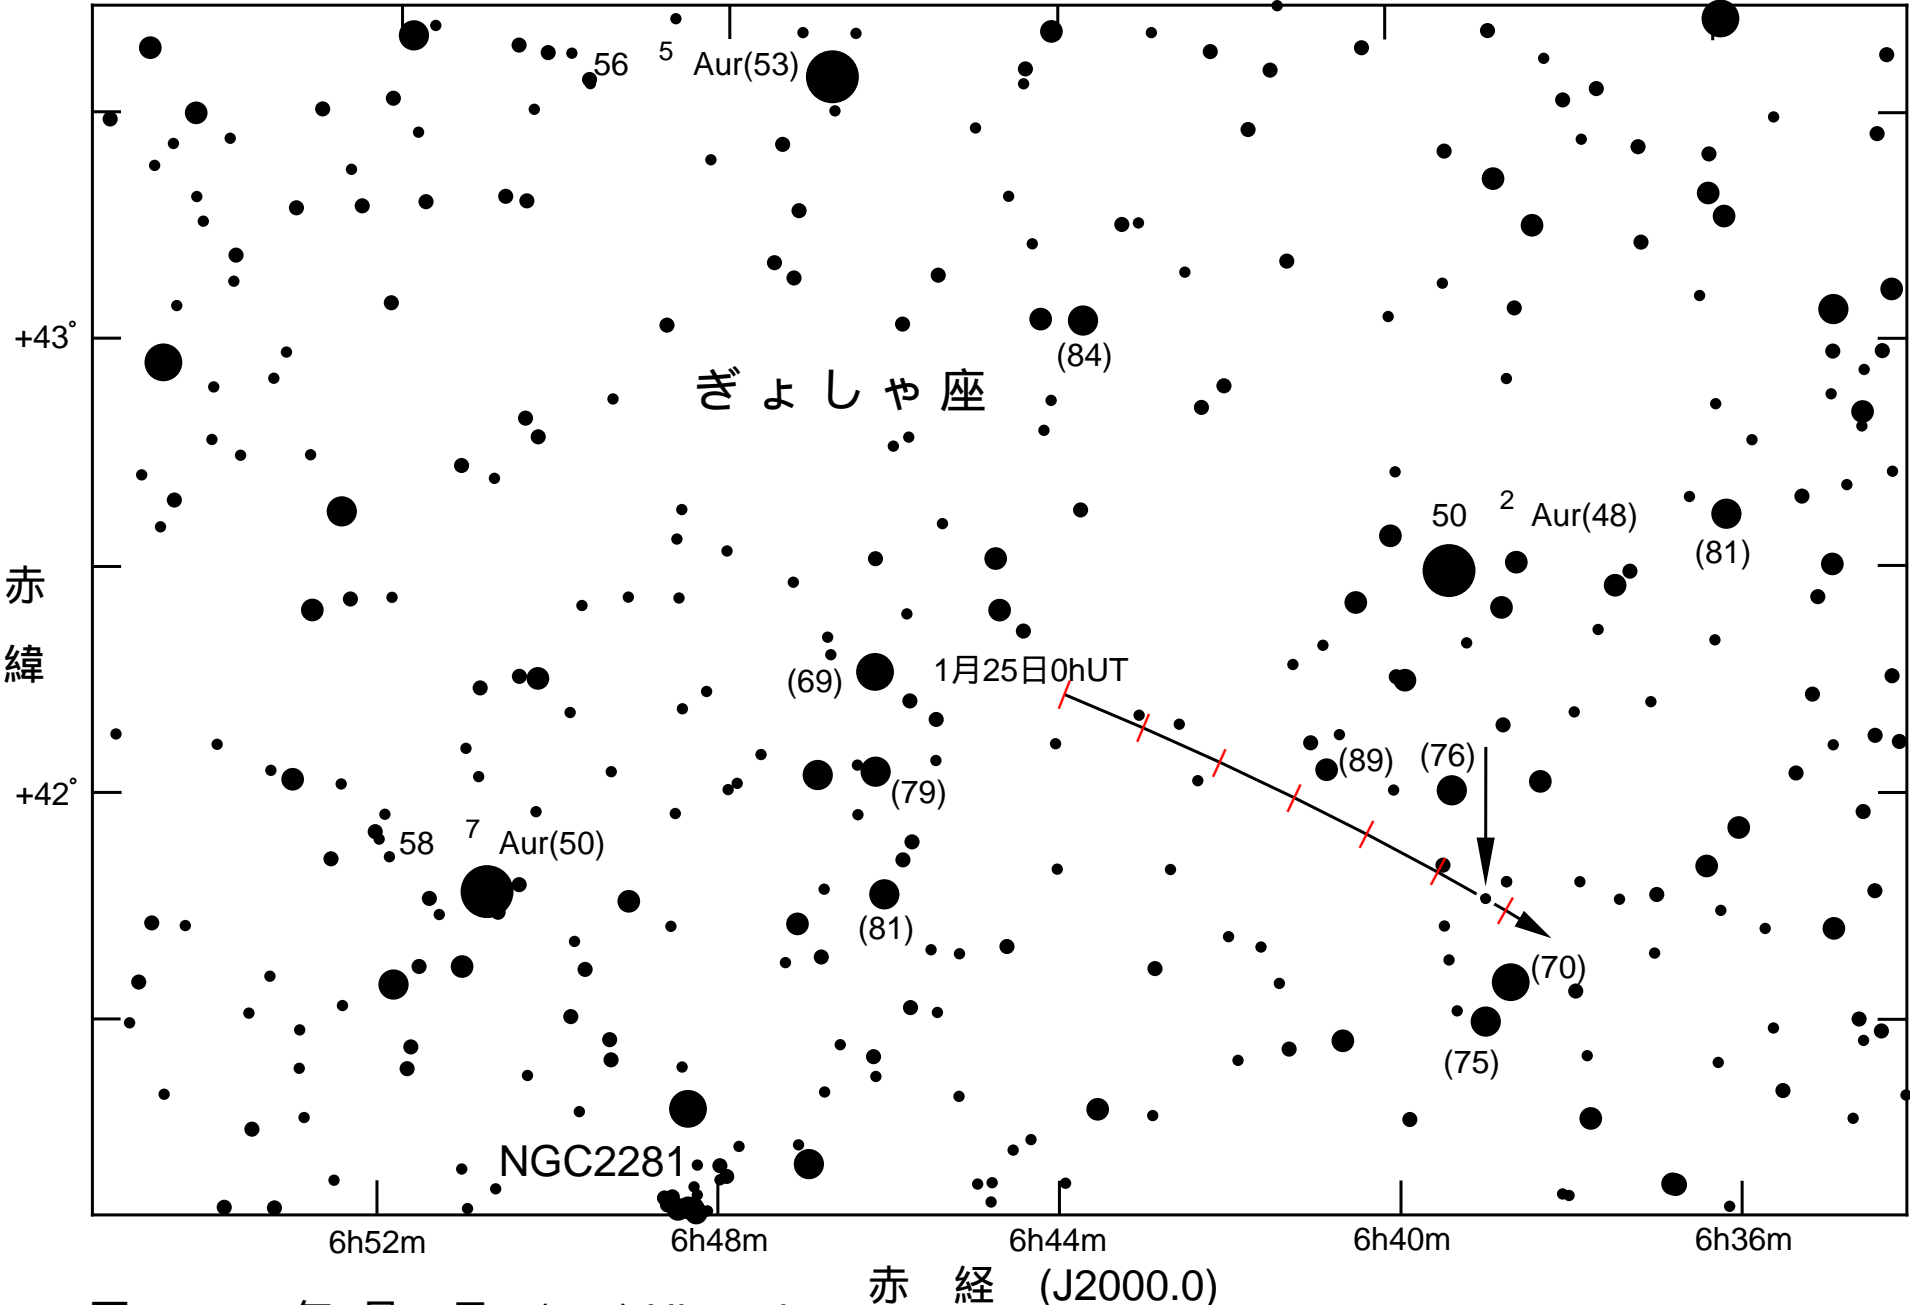 56 5 Aur(53)
+43°
(84)
ぎょしゃ座
50 2 Aur(48)
(81)
赤緯
1月25日0hUT
(69)
(89) (76)
+42°
(79)
58 7 Aur(50)
(81)
(70)
(75)
NGC2281
6h52m 6h48m 6h44m 6h40m 6h36m
赤 経 (J2000.0)